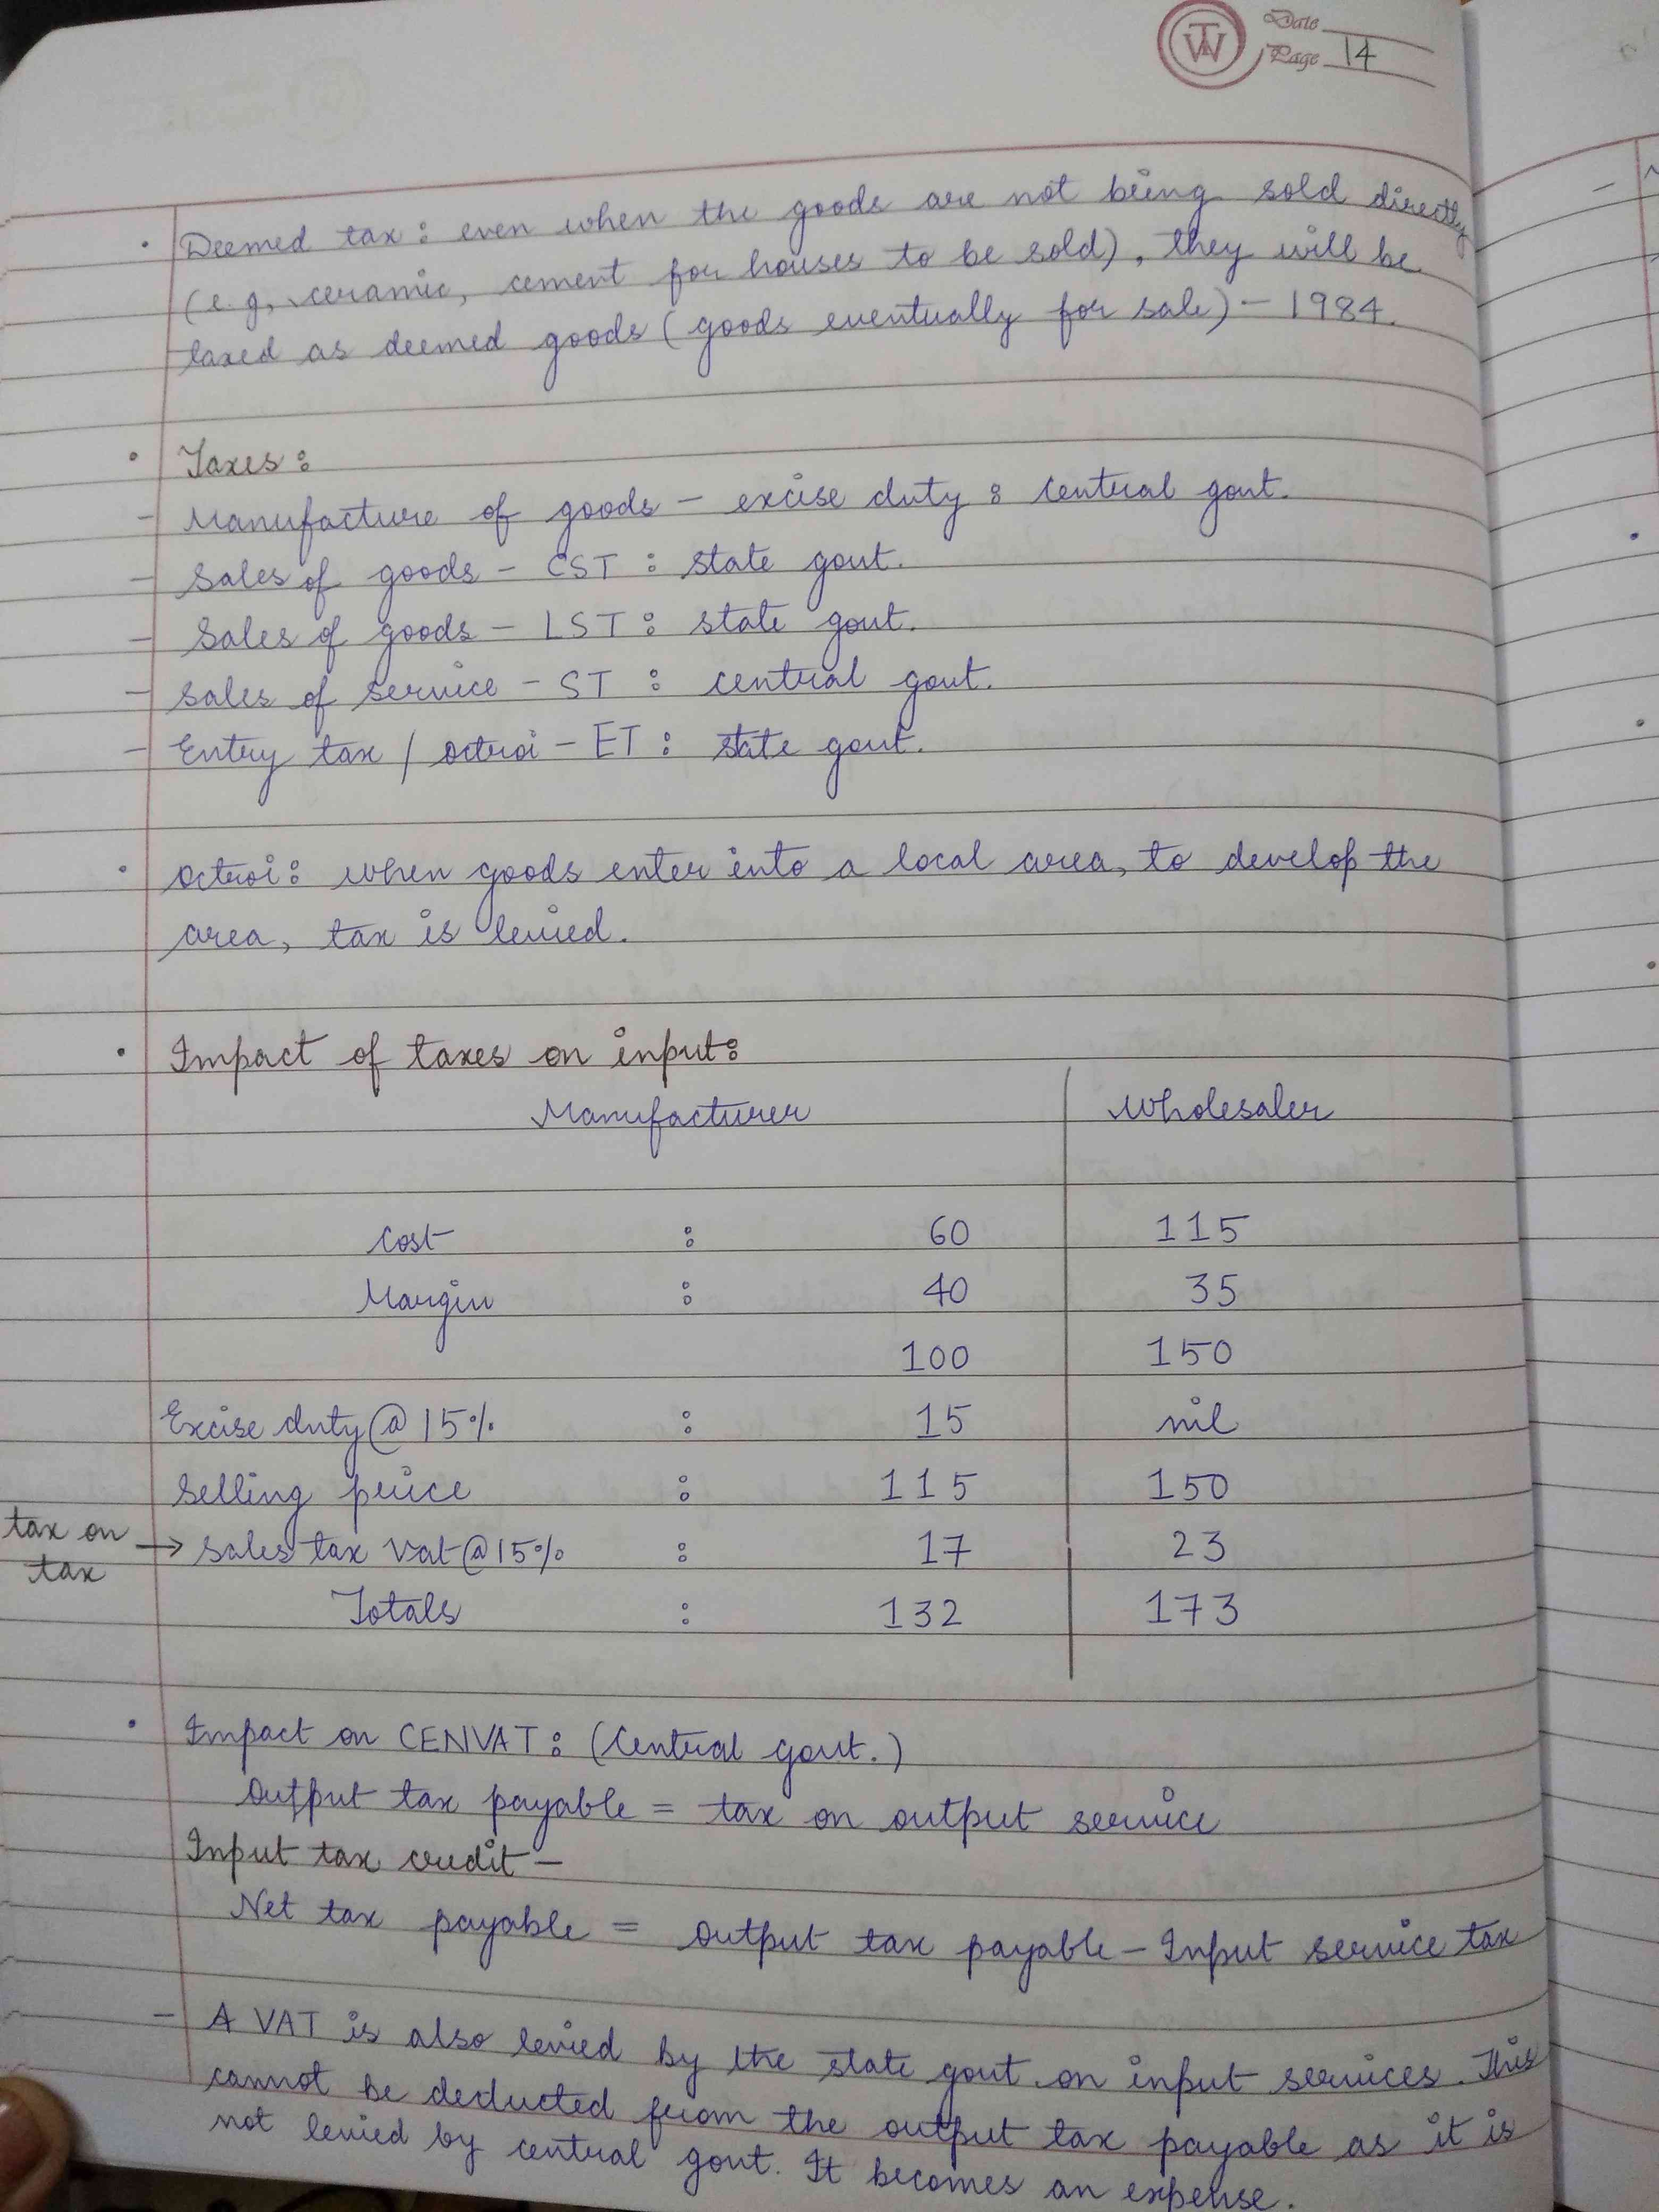 TW
Date
Page 14
• Deemed tax: even when the goods are not being sold directly
(e.g, ceramic, cement for houses to be sold), they will be
taxed as deemed goods (goods eventually for sale) - 1984.
• Taxes:
- Manufacture of goods - excise duty : central govt.
- Sales of goods - CST : state govt.
- Sales of goods - LST : state govt.
- Sales of service - ST : central govt.
- Entry tax / octroi - ET : state govt.
• Octroi: when goods enter into a local area, to develop the
area, tax is levied.
• Impact of taxes on input:
Manufacturer Wholesaler
Cost : 60 115
Margin : 40 35
100 150
Excise duty @ 15% : 15 nil
Selling price : 115 150
tax on tax → Sales tax Vat @ 15% : 17 23
Totals : 132 173
• Impact on CENVAT: (Central govt.)
Output tax payable = tax on output service
Input tax credit -
Net tax payable = output tax payable - Input service tax
- A VAT is also levied by the state govt. on input services. This
cannot be deducted from the output tax payable as it is
not levied by central govt. It becomes an expense.